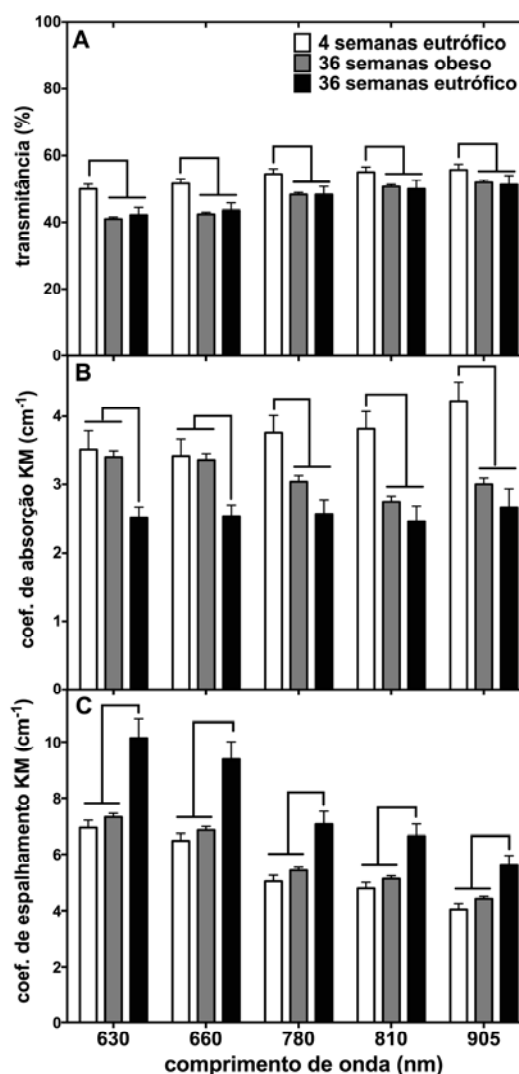 A
4 semanas eutrófico
36 semanas obeso
36 semanas eutrófico
transmitância (%)
100
80
60
40
20
0
B
coef. de absorção KM (cm-1)
4
3
2
1
0
C
coef. de espalhamento KM (cm-1)
10
8
6
4
2
0
630 660 780 810 905
comprimento de onda (nm)